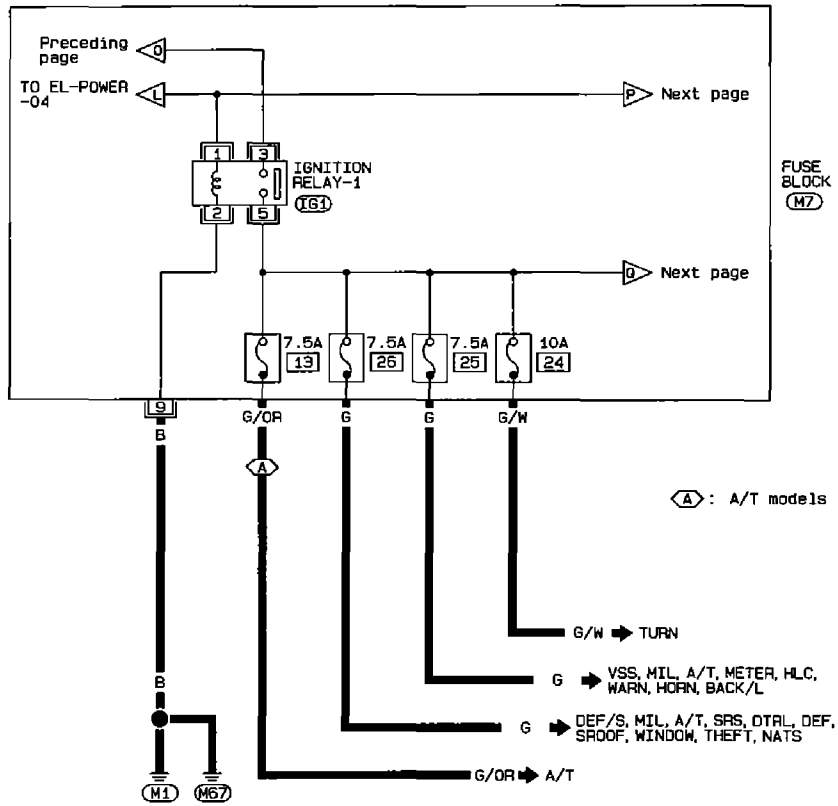 Preceding
page
O
TO EL-POWER
-04
L
P
Next page
1
3
IGNITION
RELAY-1
IG1
2
5
FUSE
BLOCK
M7
Q
Next page
7.5A
13
7.5A
26
7.5A
25
10A
24
9
G/OR
G
G
G/W
B
A
A : A/T models
G/W TURN
G VSS, MIL, A/T, METER, HLC,
WARN, HORN, BACK/L
B
G DEF/S, MIL, A/T, SRS, DTRL, DEF,
SROOF, WINDOW, THEFT, NATS
G/OR A/T
M1
M67